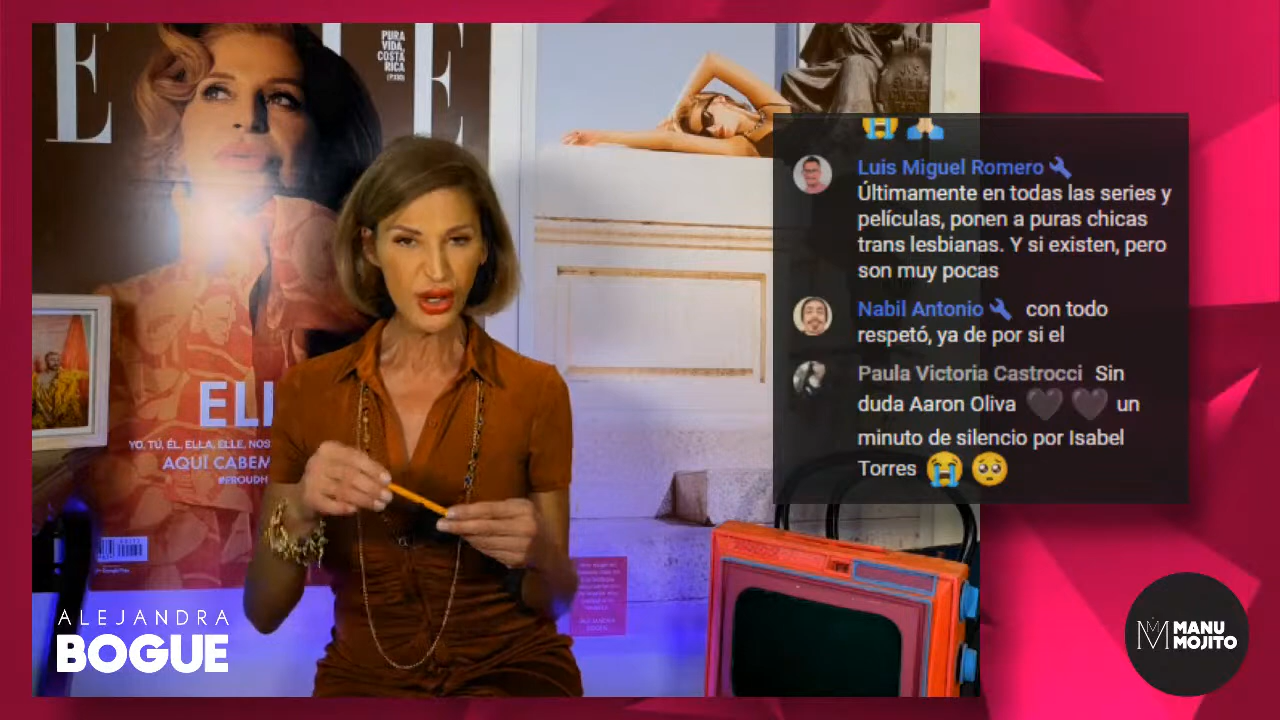 ELLE
PURA
VIDA,
COSTA
RICA
ELL
YO, TÚ, ÉL, ELLA, ELLE, NOS
AQUÍ CABEM
#PROUDH
ALEJANDRA
BOGUE
Luis Miguel Romero
Últimamente en todas las series y
películas, ponen a puras chicas
trans lesbianas. Y si existen, pero
son muy pocas
Nabil Antonio con todo
respetó, ya de por si el
Paula Victoria Castrocci Sin
duda Aaron Oliva 🖤 🖤 un
minuto de silencio por Isabel
Torres 😭 🥺
MANU
MOJITO